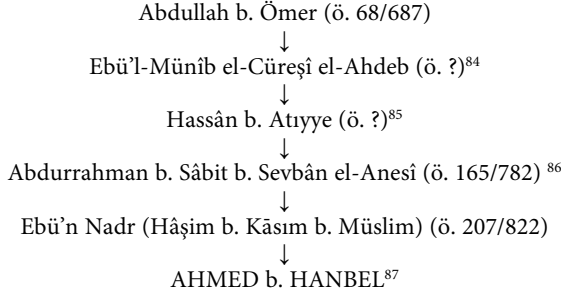 Abdullah b. Ömer (ö. 68/687)
↓
Ebü’l-Münîb el-Cüreşî el-Ahdeb (ö. ?)⁸⁴
↓
Hassân b. Atıyye (ö. ?)⁸⁵
↓
Abdurrahman b. Sâbit b. Sevbân el-Anesî (ö. 165/782) ⁸⁶
↓
Ebü’n Nadr (Hâşim b. Kāsım b. Müslim) (ö. 207/822)
↓
AHMED b. HANBEL⁸⁷